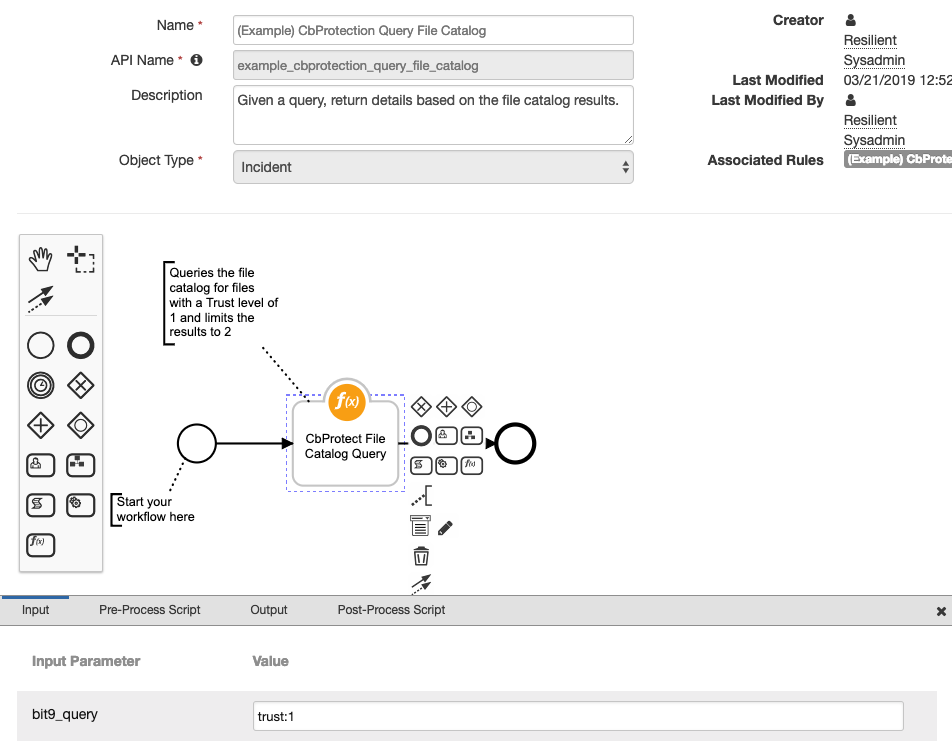 Name *
(Example) CbProtection Query File Catalog
API Name *
example_cbprotection_query_file_catalog
Description
Given a query, return details based on the file catalog results.
Object Type *
Incident
Creator
Resilient
Sysadmin
Last Modified 03/21/2019 12:52
Last Modified By
Resilient
Sysadmin
Associated Rules (Example) CbProte
Queries the file
catalog for files
with a Trust level of
1 and limits the
results to 2
f(x)
CbProtect File
Catalog Query
f(x)
Start your
workflow here
f(x)
Input Pre-Process Script Output Post-Process Script
Input Parameter Value
bit9_query trust:1